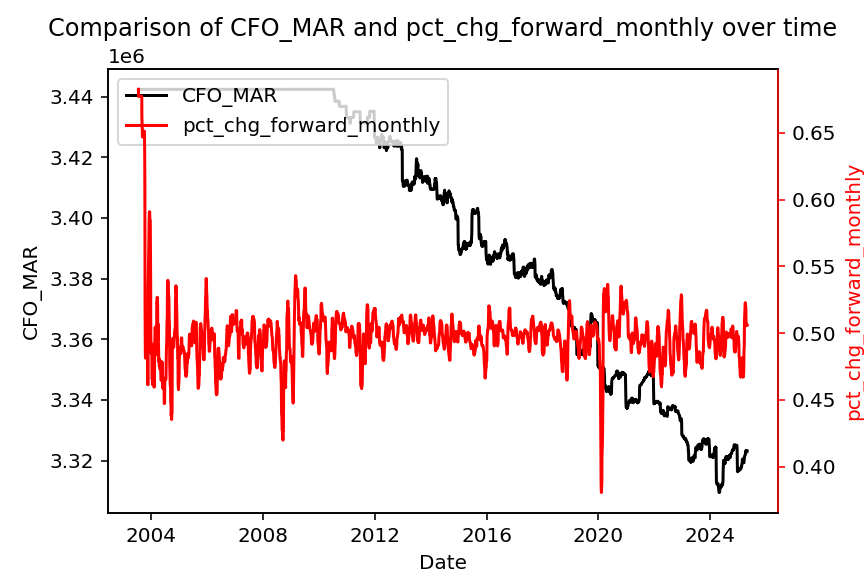 Comparison of CFO_MAR and pct_chg_forward_monthly over time
1e6
CFO_MAR
pct_chg_forward_monthly
3.44
3.42
3.40
3.38
3.36
3.34
3.32
CFO_MAR
0.65
0.60
0.55
0.50
0.45
0.40
pct_chg_forward_monthly
2004 2008 2012 2016 2020 2024
Date